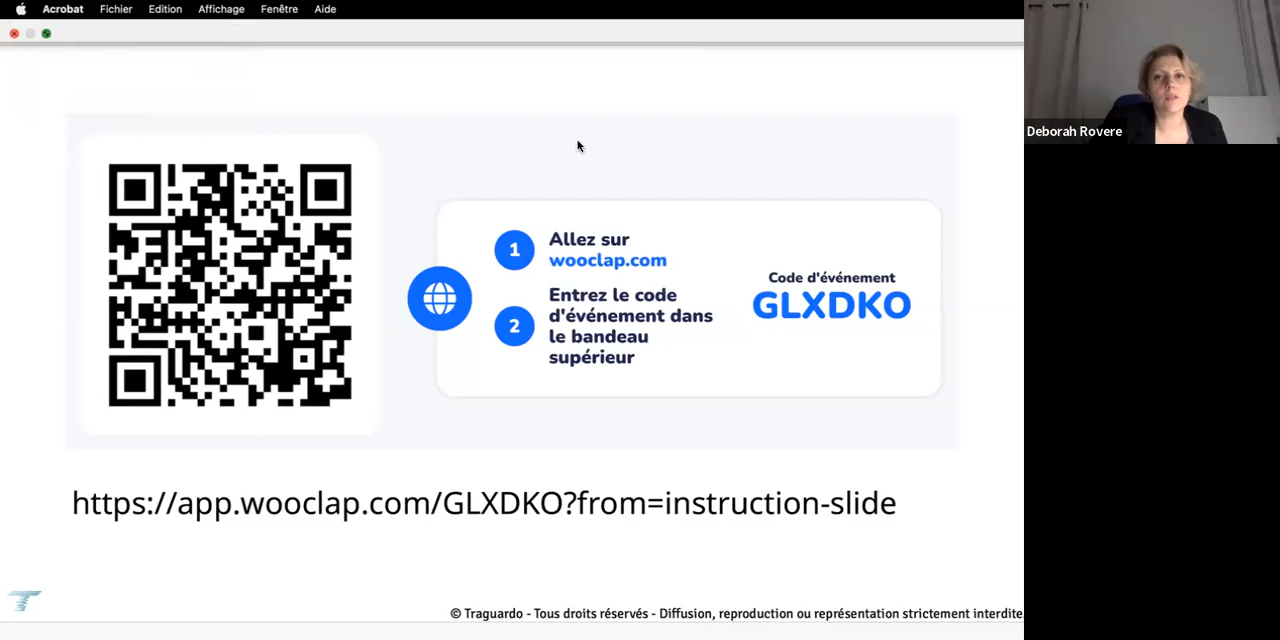 Acrobat Fichier Edition Affichage Fenêtre Aide
Deborah Rovere
1
Allez sur
wooclap.com
2
Entrez le code
d'événement dans
le bandeau
supérieur
Code d'événement
GLXDKO
https://app.wooclap.com/GLXDKO?from=instruction-slide
© Traguardo - Tous droits réservés - Diffusion, reproduction ou représentation strictement interdite